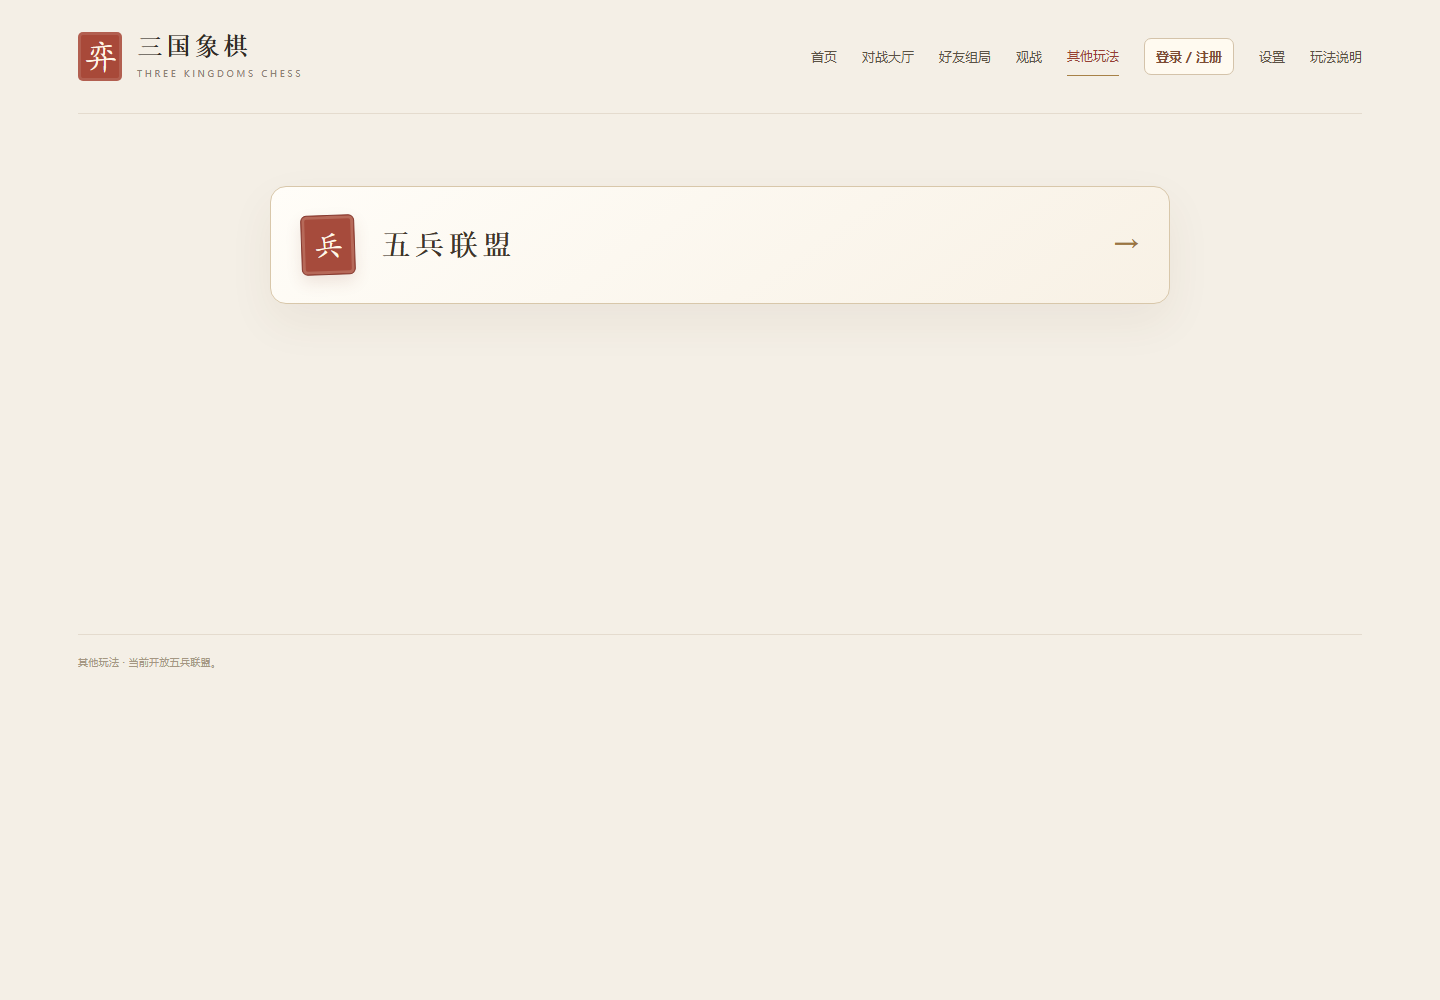 弈
三国象棋
THREE KINGDOMS CHESS
首页 对战大厅 好友组局 观战 其他玩法 登录 / 注册 设置 玩法说明
兵 五兵联盟 →
其他玩法 · 当前开放五兵联盟。